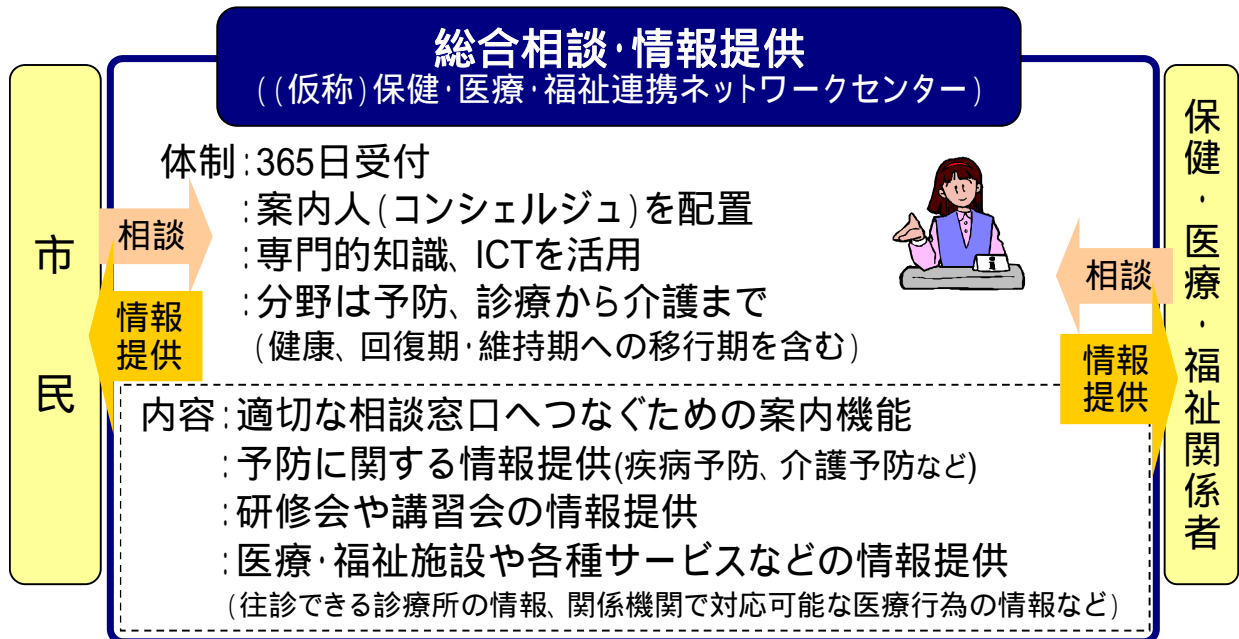 総合相談・情報提供
((仮称)保健・医療・福祉連携ネットワークセンター)
市民
相談
情報
提供
体制:365日受付
:案内人(コンシェルジュ)を配置
:専門的知識、ICTを活用
:分野は予防、診療から介護まで
(健康、回復期・維持期への移行期を含む)
内容:適切な相談窓口へつなぐための案内機能
:予防に関する情報提供(疾病予防、介護予防など)
:研修会や講習会の情報提供
:医療・福祉施設や各種サービスなどの情報提供
(往診できる診療所の情報、関係機関で対応可能な医療行為の情報など)
相談
情報
提供
保健・医療・福祉関係者